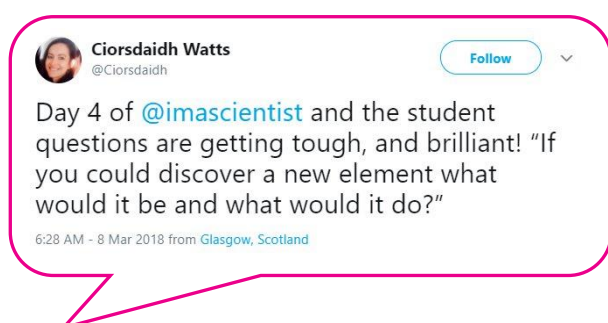 Ciorsdaidh Watts
@Ciorsdaidh
Follow
Day 4 of @imascientist and the student
questions are getting tough, and brilliant! “If
you could discover a new element what
would it be and what would it do?”
6:28 AM - 8 Mar 2018 from Glasgow, Scotland